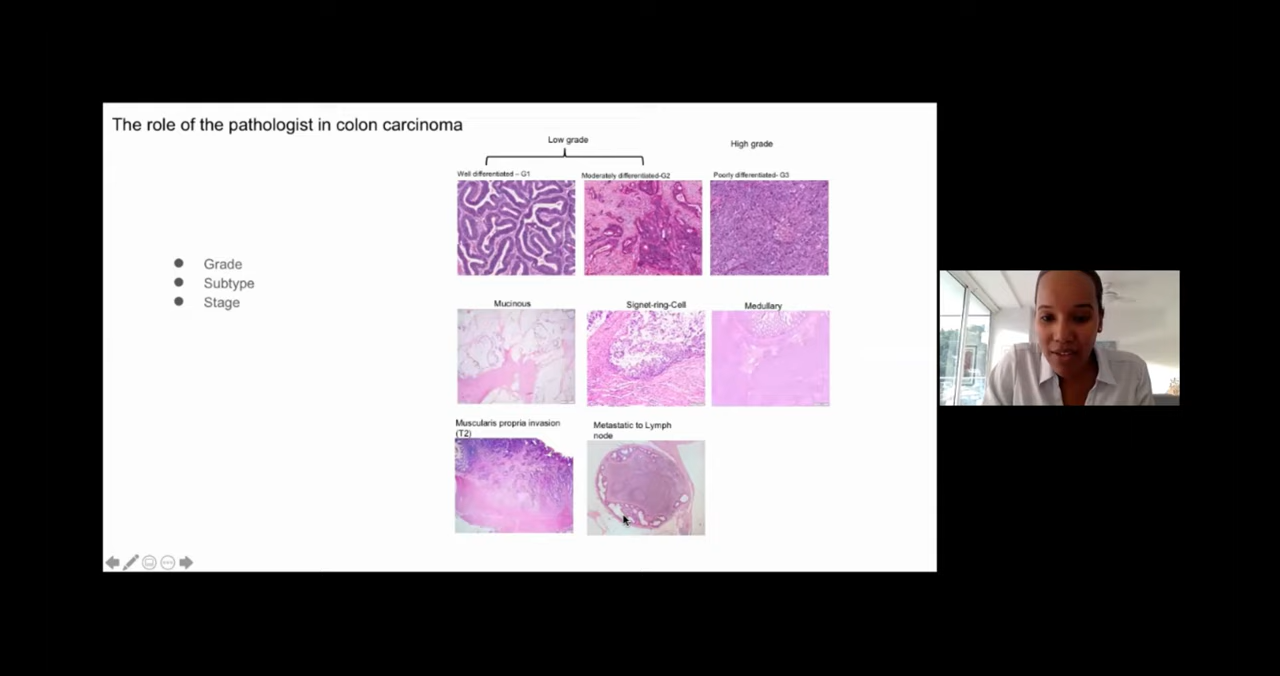 The role of the pathologist in colon carcinoma
Low grade
High grade
Well differentiated – G1
Moderately differentiated-G2
Poorly differentiated- G3
Grade
Subtype
Stage
Mucinous
Signet-ring-Cell
Medullary
Muscularis propria invasion
(T2)
Metastatic to Lymph
node